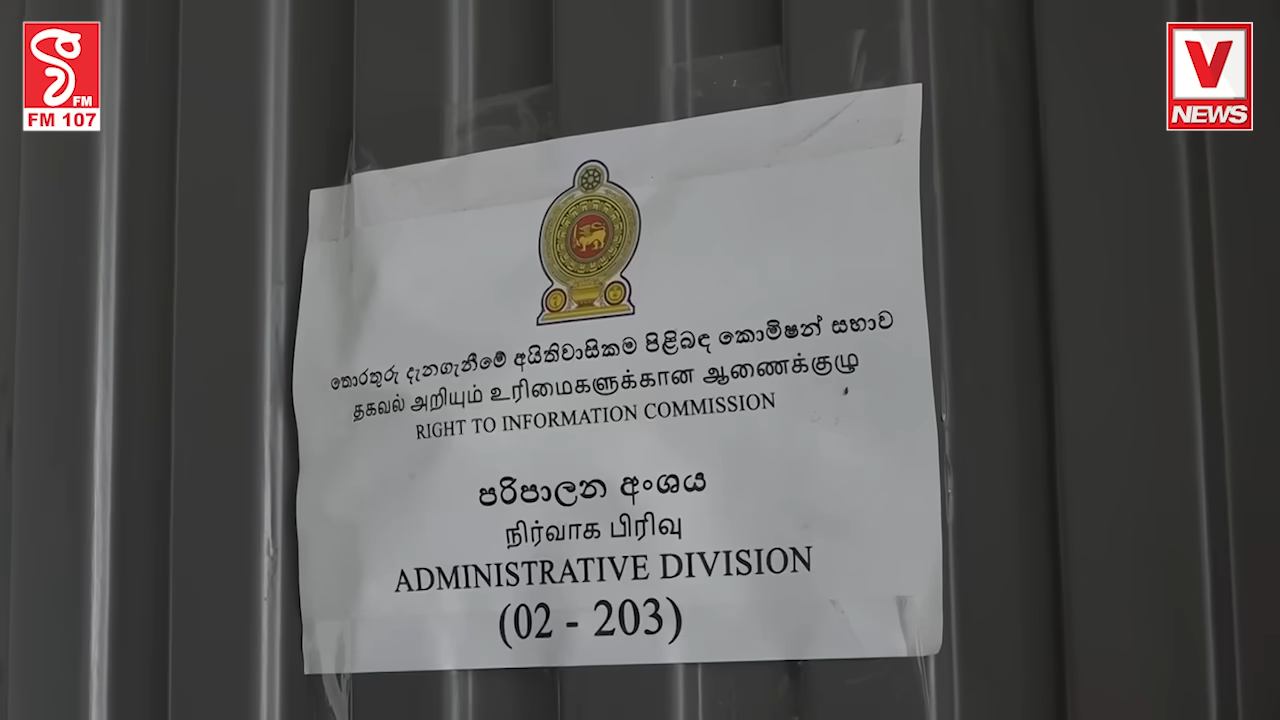 FM
FM 107
V
NEWS
තොරතුරු දැනගැනීමේ අයිතිවාසිකම පිළිබඳ කොමිෂන් සභාව
தகவல் அறியும் உரிமைகளுக்கான ஆணைக்குழு
RIGHT TO INFORMATION COMMISSION
පරිපාලන අංශය
நிர்வாக பிரிவு
ADMINISTRATIVE DIVISION
(02 - 203)